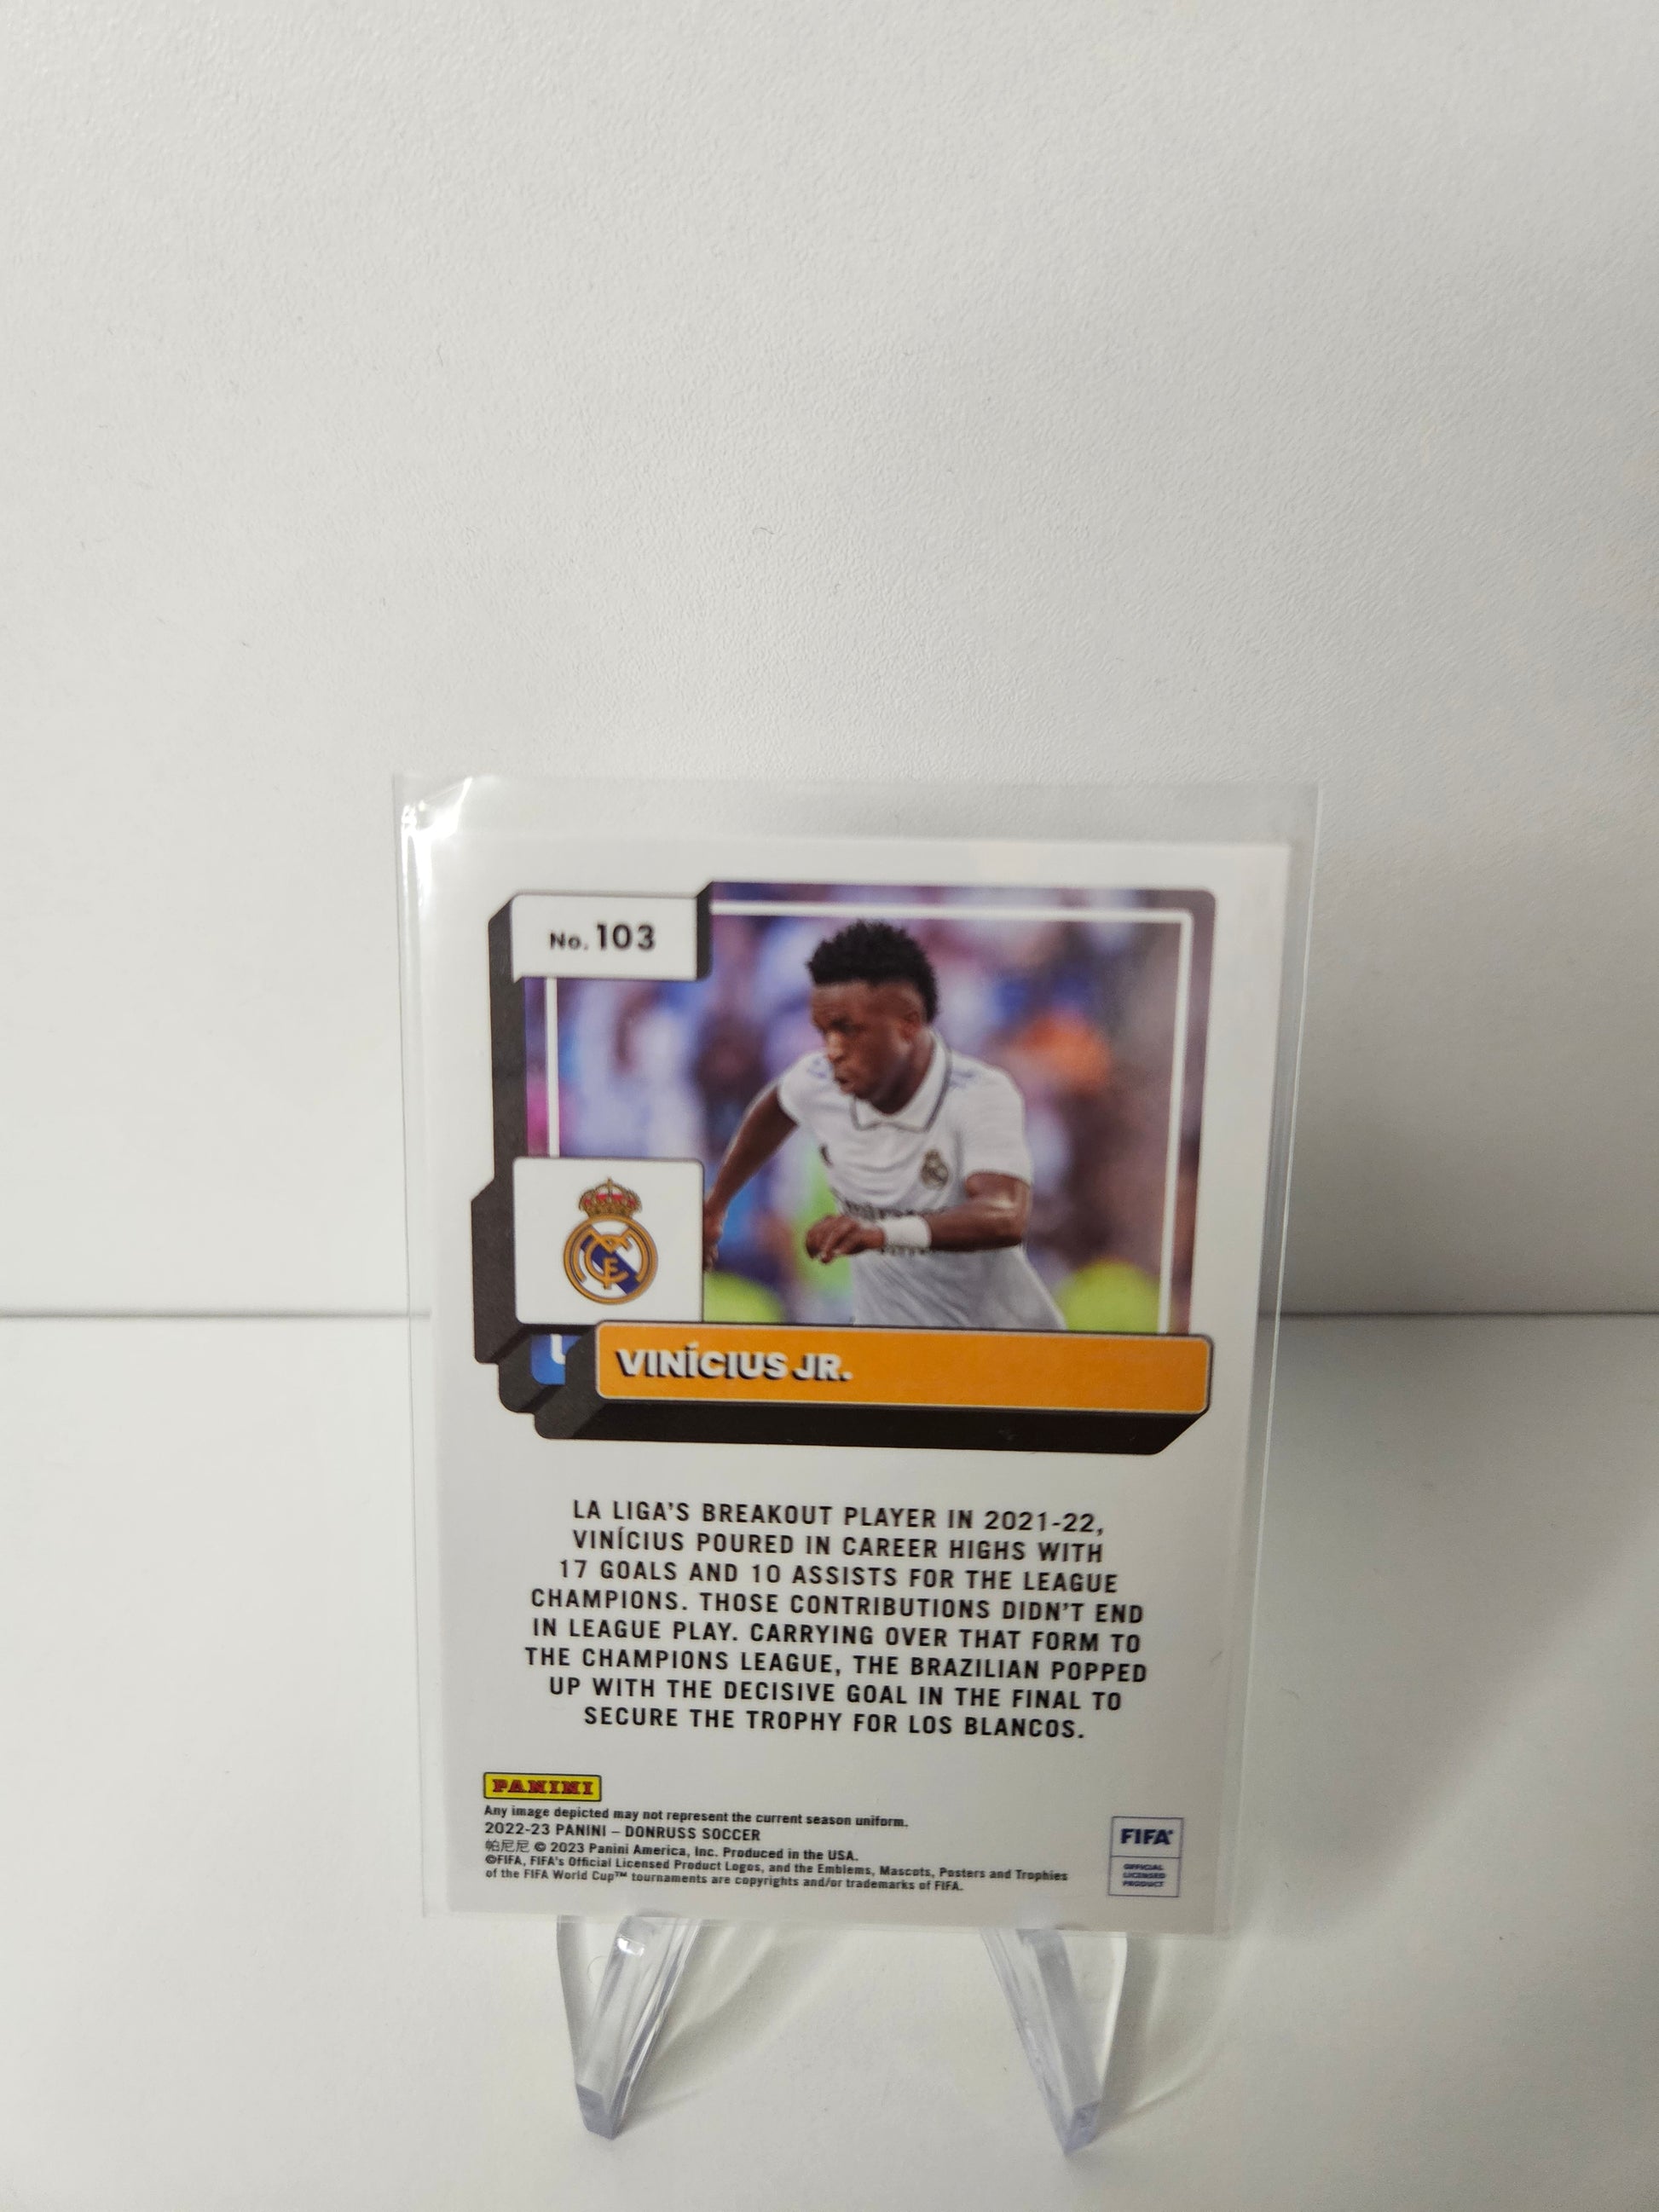 No. 103
VINÍCIUS JR.
LA LIGA'S BREAKOUT PLAYER IN 2021-22,
VINÍCIUS POURED IN CAREER HIGHS WITH
17 GOALS AND 10 ASSISTS FOR THE LEAGUE
CHAMPIONS. THOSE CONTRIBUTIONS DIDN'T END
IN LEAGUE PLAY. CARRYING OVER THAT FORM TO
THE CHAMPIONS LEAGUE, THE BRAZILIAN POPPED
UP WITH THE DECISIVE GOAL IN THE FINAL TO
SECURE THE TROPHY FOR LOS BLANCOS.
PANINI
Any image depicted may not represent the current season uniform.
2022-23 PANINI – DONRUSS SOCCER
帕尼尼 © 2023 Panini America, Inc. Produced in the USA.
©FIFA, FIFA's Official Licensed Product Logos, and the Emblems, Mascots, Posters and Trophies
of the FIFA World Cup™ tournaments are copyrights and/or trademarks of FIFA.
FIFA
OFFICIAL
LICENSED
PRODUCT